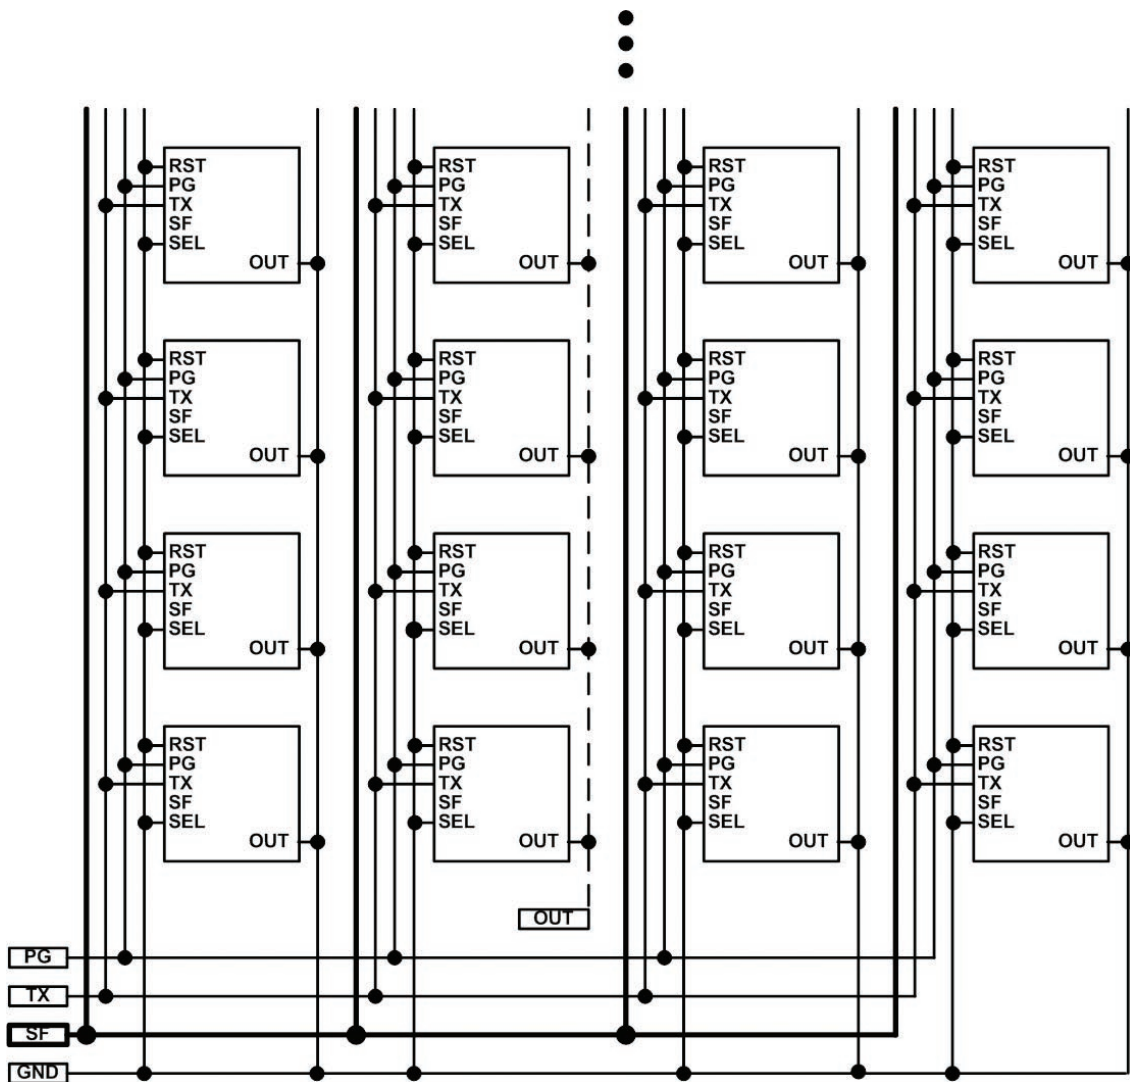 RST RST RST RST
PG PG PG PG
TX TX TX TX
SF SF SF SF
SEL SEL SEL SEL
OUT OUT OUT OUT
RST RST RST RST
PG PG PG PG
TX TX TX TX
SF SF SF SF
SEL SEL SEL SEL
OUT OUT OUT OUT
RST RST RST RST
PG PG PG PG
TX TX TX TX
SF SF SF SF
SEL SEL SEL SEL
OUT OUT OUT OUT
RST RST RST RST
PG PG PG PG
TX TX TX TX
SF SF SF SF
SEL SEL SEL SEL
OUT OUT OUT OUT
OUT
PG
TX
SF
GND